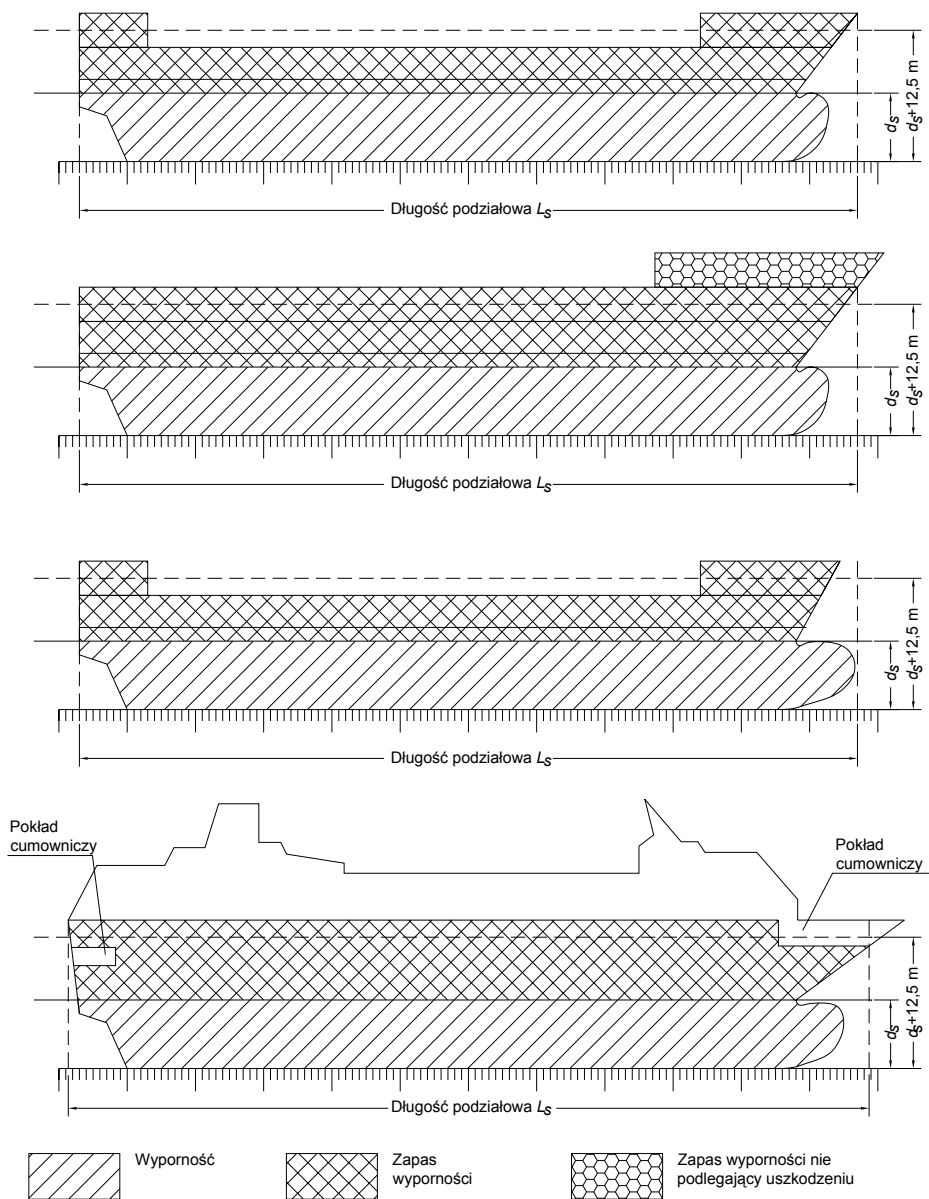 dₛ
dₛ+12,5 m
Długość podziałowa Lₛ
dₛ
dₛ+12,5 m
Długość podziałowa Lₛ
dₛ
dₛ+12,5 m
Długość podziałowa Lₛ
Pokład
cumowniczy
Pokład
cumowniczy
dₛ
dₛ+12,5 m
Długość podziałowa Lₛ
Wyporność
Zapas
wyporności
Zapas wyporności nie
podlegający uszkodzeniu